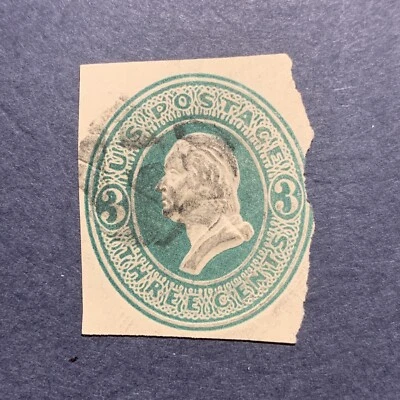 U.S. POSTAGE
3 3
THREE CENTS